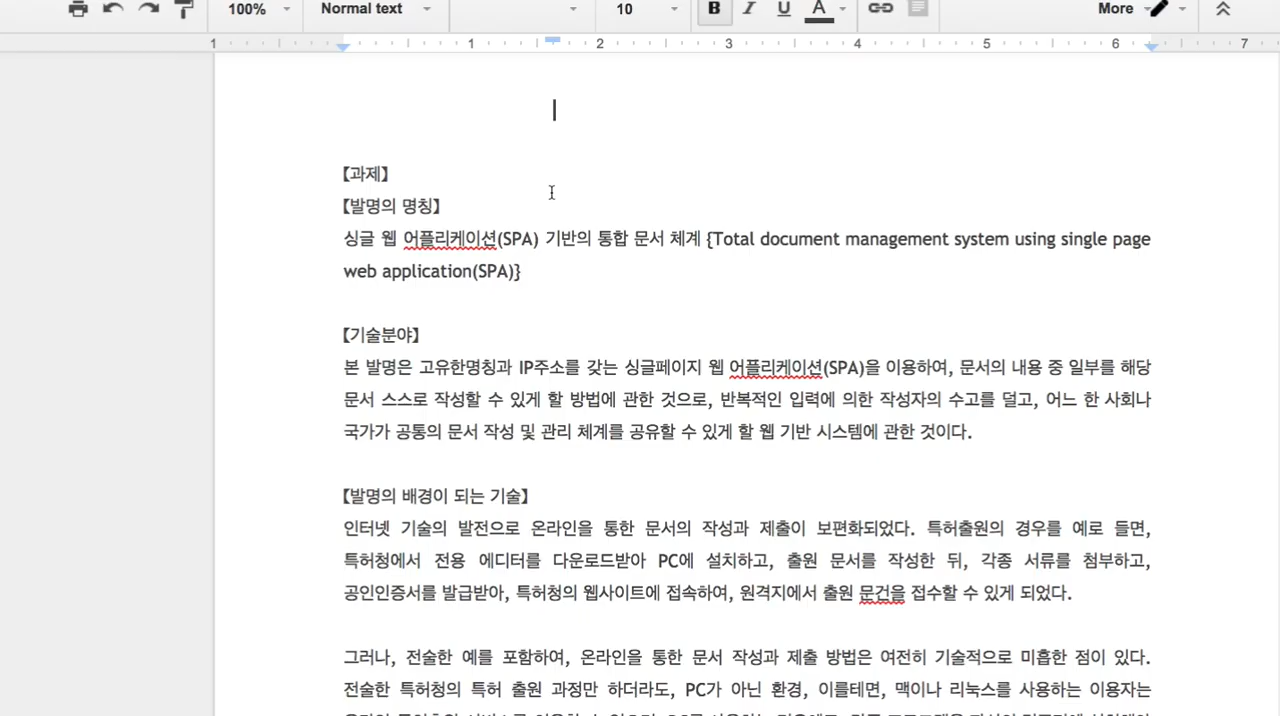 100% Normal text 10 B I U A More
1 1 2 3 4 5 6 7
【과제】
【발명의 명칭】
싱글 웹 어플리케이션(SPA) 기반의 통합 문서 체계 {Total document management system using single page
web application(SPA)}
【기술분야】
본 발명은 고유한명칭과 IP주소를 갖는 싱글페이지 웹 어플리케이션(SPA)을 이용하여, 문서의 내용 중 일부를 해당
문서 스스로 작성할 수 있게 할 방법에 관한 것으로, 반복적인 입력에 의한 작성자의 수고를 덜고, 어느 한 사회나
국가가 공통의 문서 작성 및 관리 체계를 공유할 수 있게 할 웹 기반 시스템에 관한 것이다.
【발명의 배경이 되는 기술】
인터넷 기술의 발전으로 온라인을 통한 문서의 작성과 제출이 보편화되었다. 특허출원의 경우를 예로 들면,
특허청에서 전용 에디터를 다운로드받아 PC에 설치하고, 출원 문서를 작성한 뒤, 각종 서류를 첨부하고,
공인인증서를 발급받아, 특허청의 웹사이트에 접속하여, 원격지에서 출원 문건을 접수할 수 있게 되었다.
그러나, 전술한 예를 포함하여, 온라인을 통한 문서 작성과 제출 방법은 여전히 기술적으로 미흡한 점이 있다.
전술한 특허청의 특허 출원 과정만 하더라도, PC가 아닌 환경, 이를테면, 맥이나 리눅스를 사용하는 이용자는